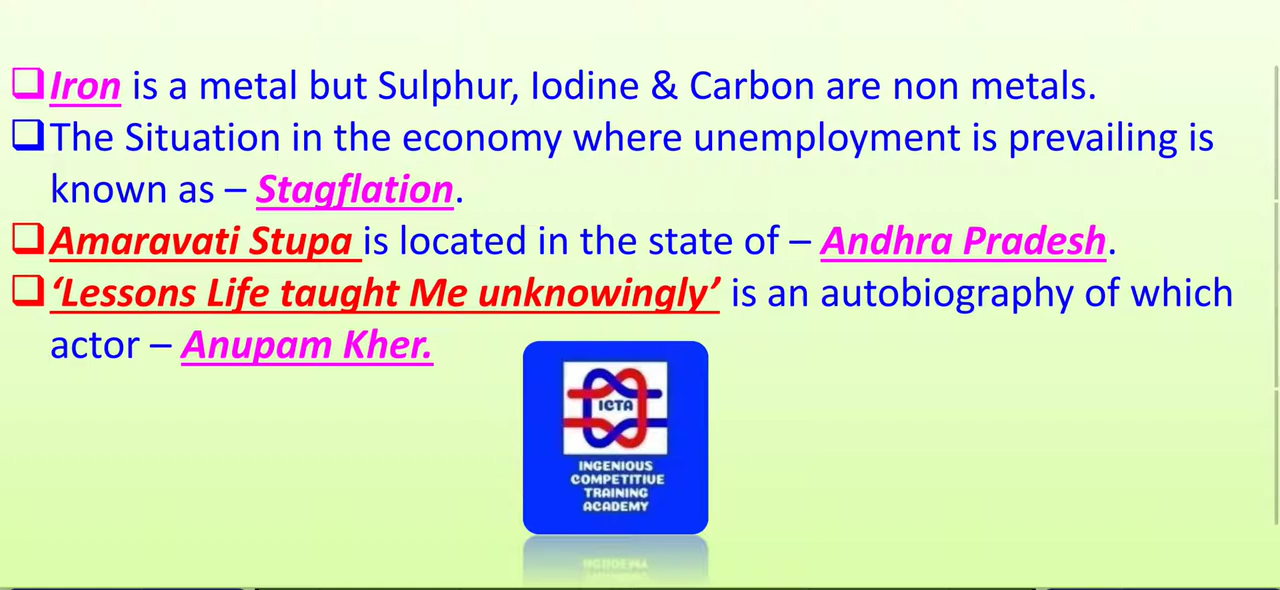 ❑Iron is a metal but Sulphur, Iodine & Carbon are non metals.
❑The Situation in the economy where unemployment is prevailing is
known as – Stagflation.
❑Amaravati Stupa is located in the state of – Andhra Pradesh.
❑‘Lessons Life taught Me unknowingly’ is an autobiography of which
actor – Anupam Kher.
ICTA
INGENIOUS
COMPETITIVE
TRAINING
ACADEMY